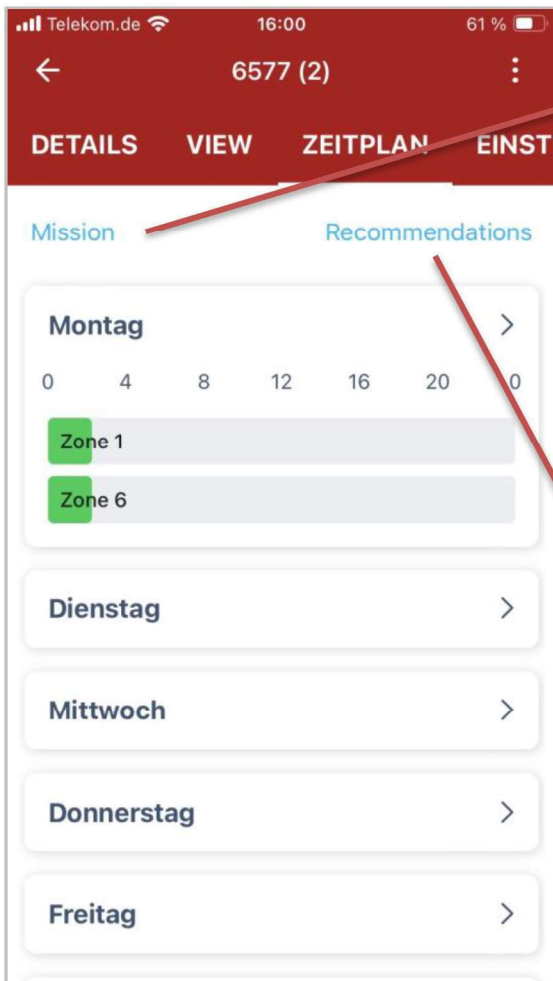 Telekom.de 16:00 61 %
6577 (2)
DETAILS VIEW ZEITPLAN EINST
Mission Recommendations
Montag
0 4 8 12 16 20 0
Zone 1
Zone 6
Dienstag
Mittwoch
Donnerstag
Freitag